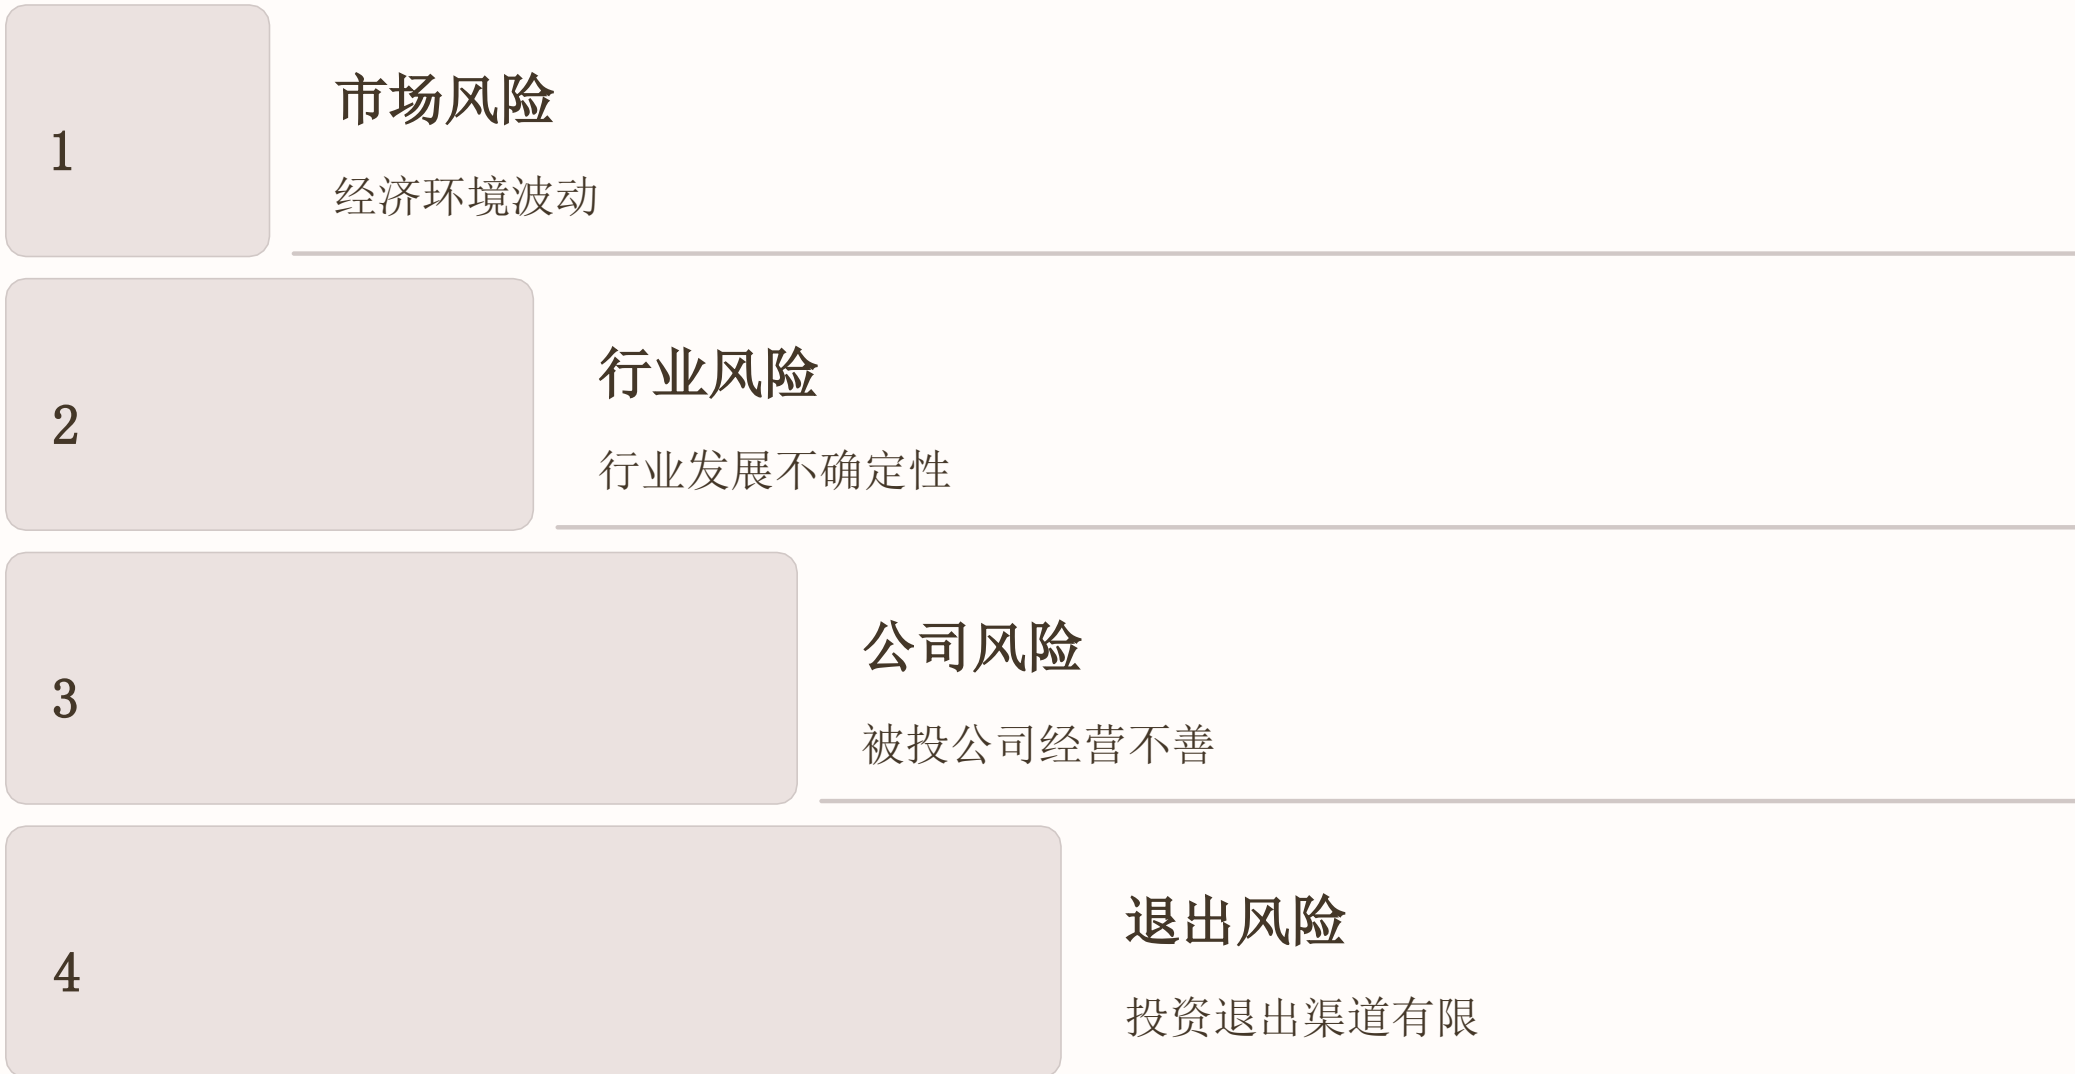 1
市场风险
经济环境波动
2
行业风险
行业发展不确定性
3
公司风险
被投公司经营不善
4
退出风险
投资退出渠道有限